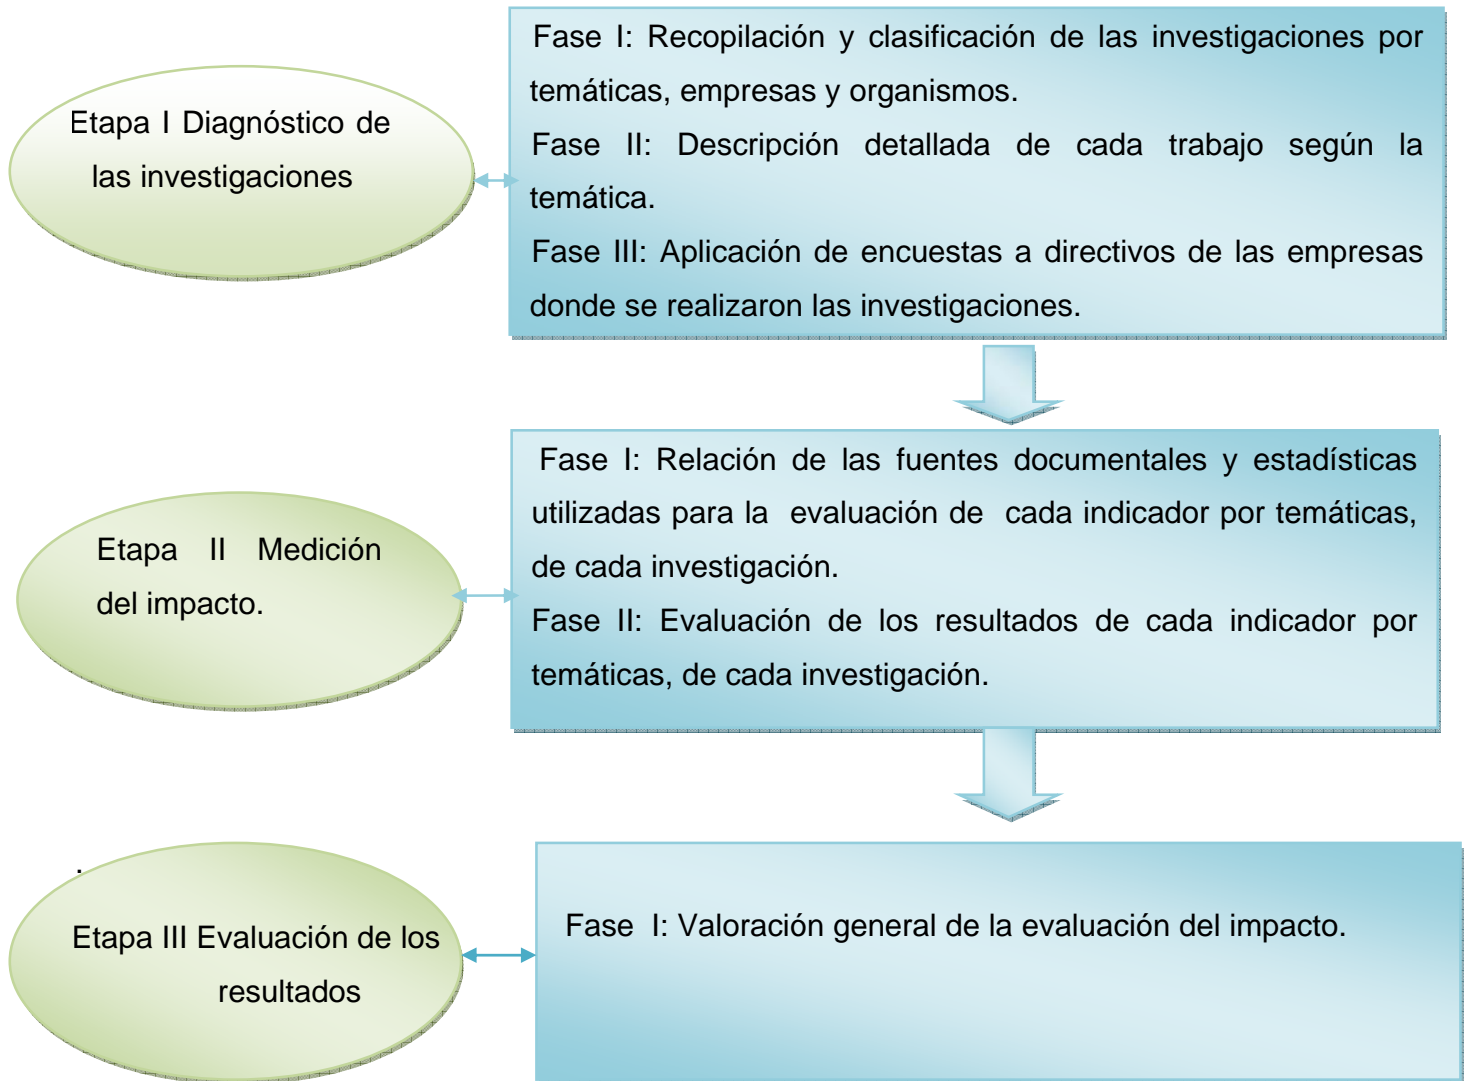 Etapa I Diagnóstico de
las investigaciones
Fase I: Recopilación y clasificación de las investigaciones por
temáticas, empresas y organismos.
Fase II: Descripción detallada de cada trabajo según la
temática.
Fase III: Aplicación de encuestas a directivos de las empresas
donde se realizaron las investigaciones.
Etapa II Medición
del impacto.
Fase I: Relación de las fuentes documentales y estadísticas
utilizadas para la evaluación de cada indicador por temáticas,
de cada investigación.
Fase II: Evaluación de los resultados de cada indicador por
temáticas, de cada investigación.
.
Etapa III Evaluación de los
resultados
Fase I: Valoración general de la evaluación del impacto.